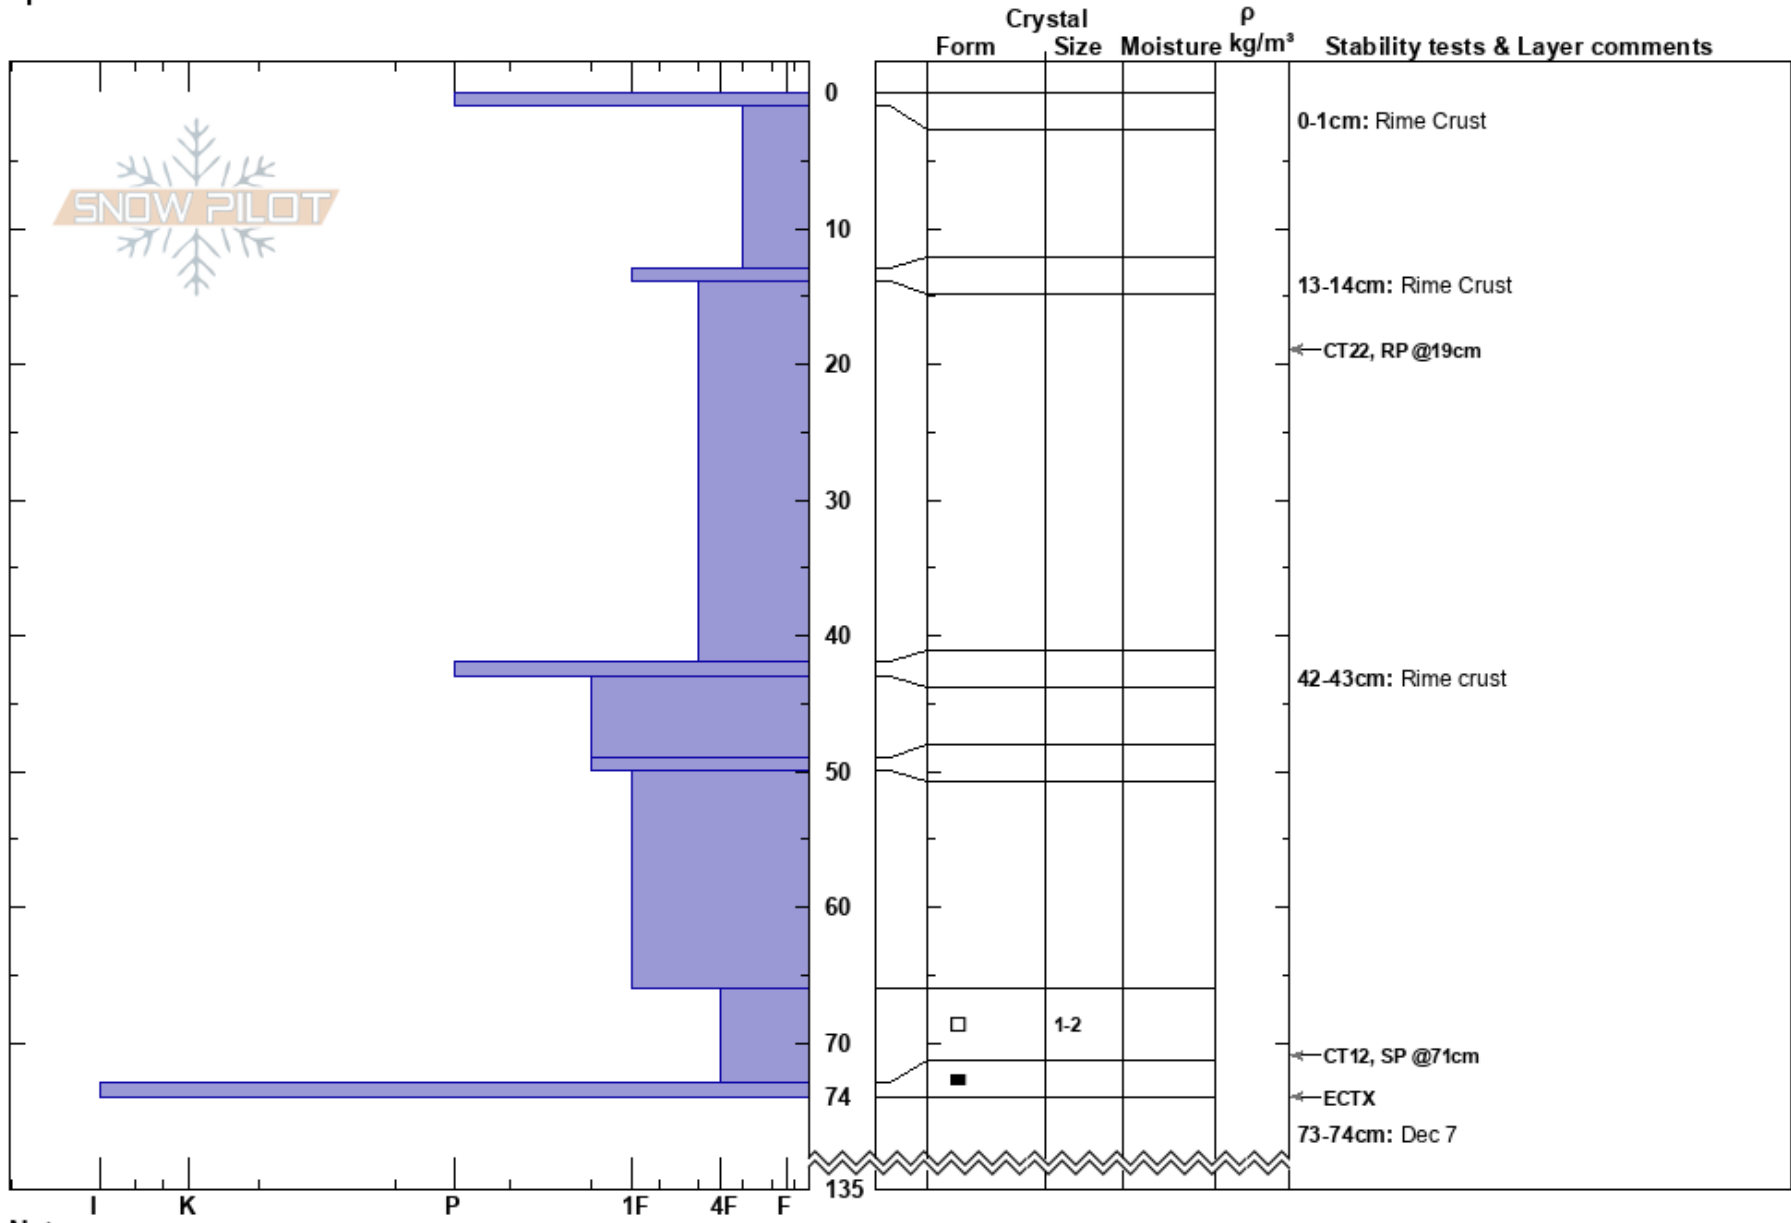 Crystal
ρ
Form Size Moisture kg/m³ Stability tests & Layer comments
0
0-1cm: Rime Crust
SNOW PILOT
10
13-14cm: Rime Crust
CT22, RP @19cm
20
30
40
42-43cm: Rime crust
50
60
1-2
70
CT12, SP @71cm
74
ECTX
73-74cm: Dec 7
135
I K P 1F 4F F